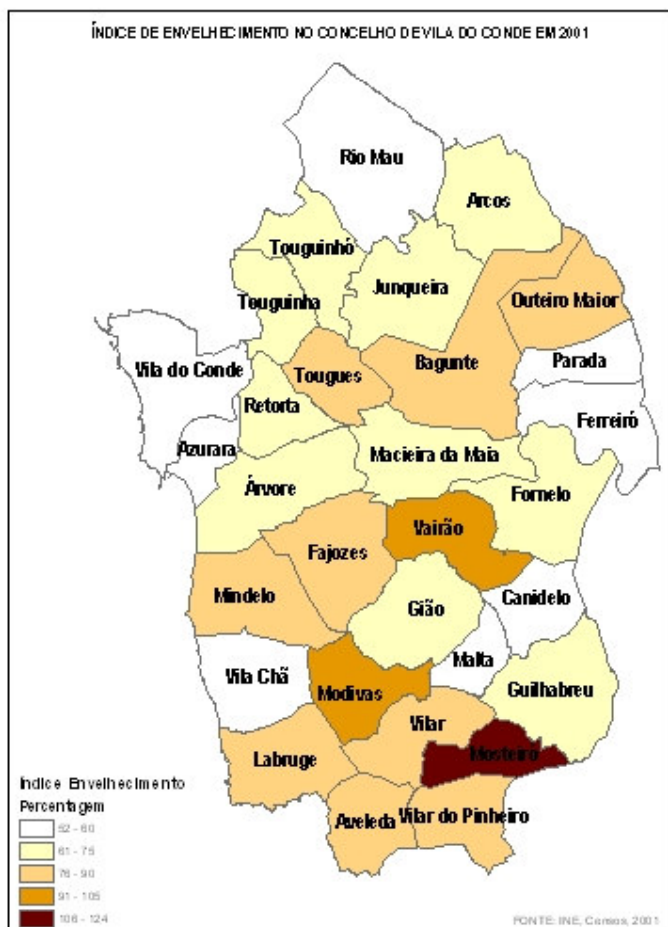 ÍNDICE DE ENVELHECIMENTO NO CONCELHO DE VILA DO CONDE EM 2001
Rio Mau
Arcos
Touguinhó
Junqueira
Touguinha
Outeiro Maior
Vila do Conde
Tougues
Bagunte
Parada
Retorta
Azurara
Ferreiró
Macieira da Maia
Árvore
Fornelo
Vairão
Fajozes
Mindelo
Gião
Canidelo
Vila Chã
Malta
Modivas
Guilhabreu
Vilar
Labruge
Mosteiró
Aveleda
Vilar do Pinheiro
Índice Envelhecimento
Percentagem
52 - 60
61 - 75
76 - 90
91 - 105
106 - 124
FONTE: INE, Censos, 2001